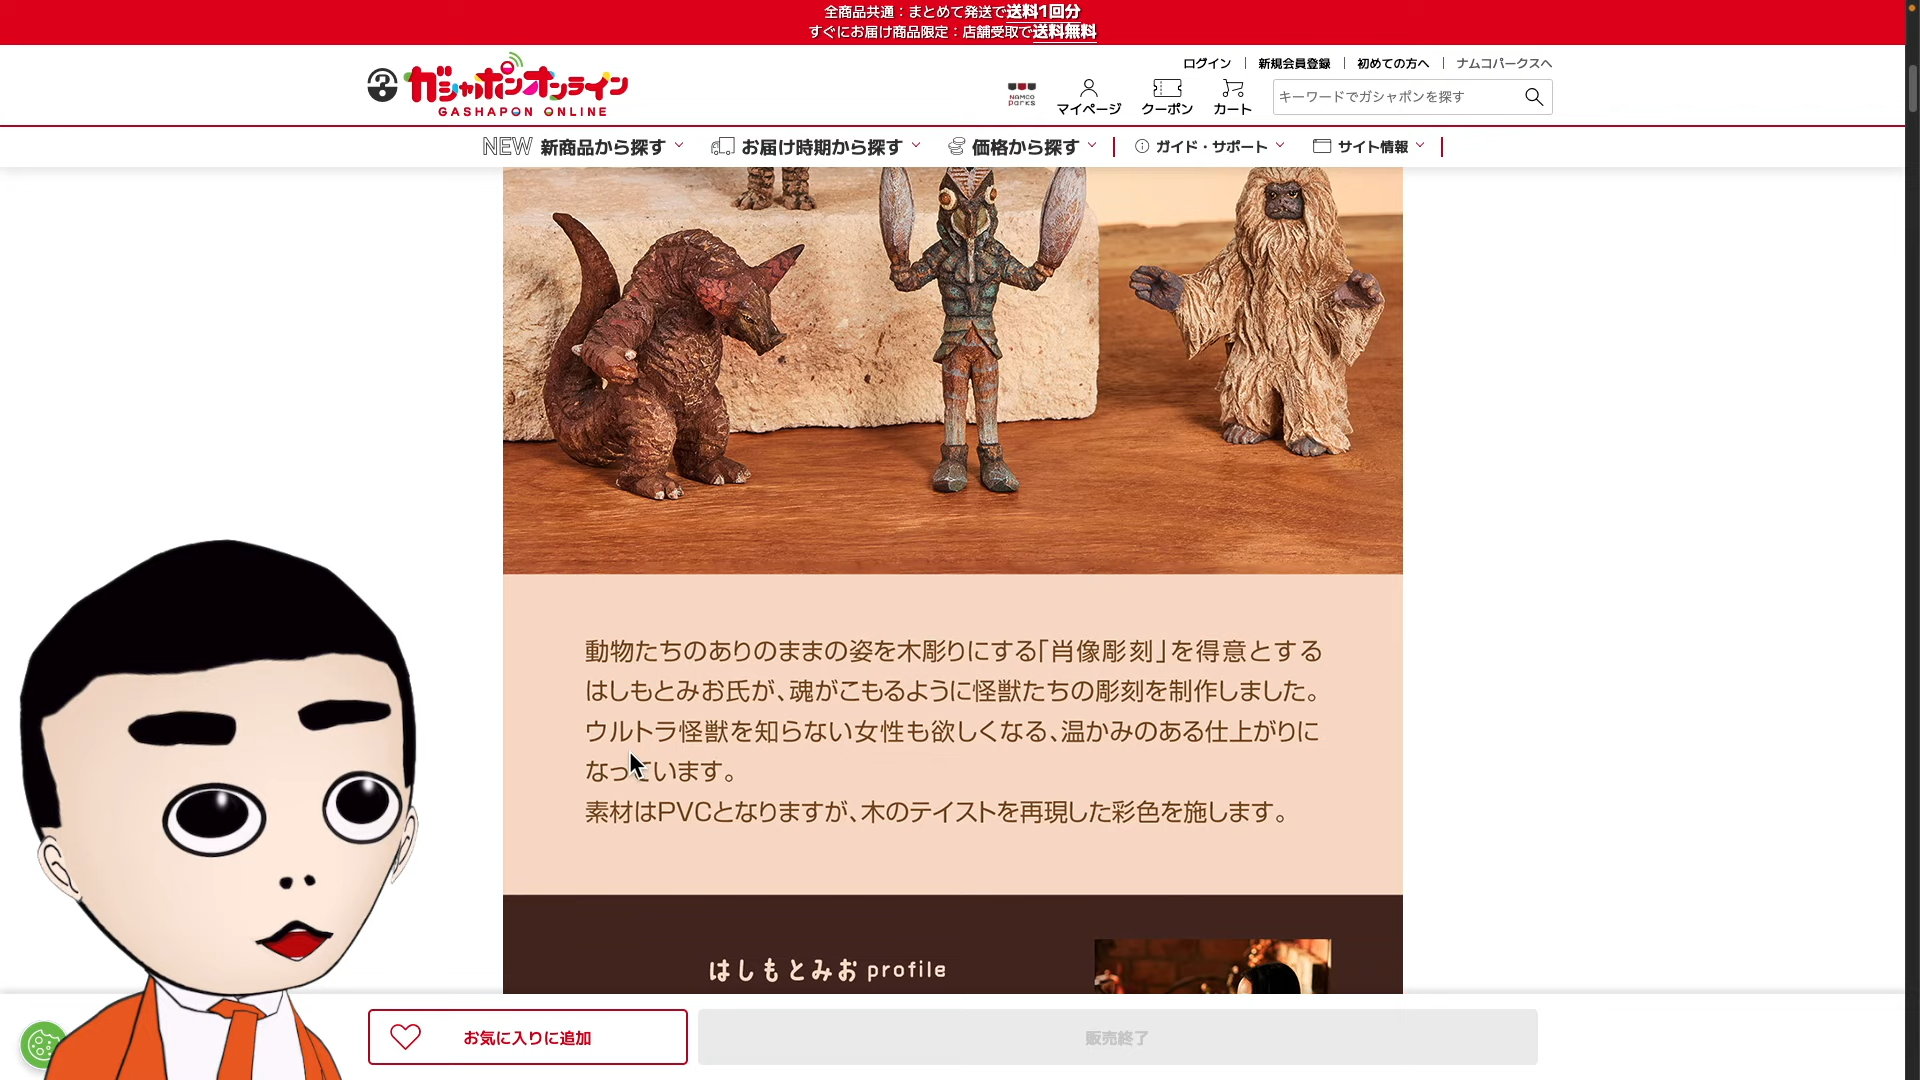 全商品共通：まとめて発送で送料1回分
すぐにお届け商品限定：店舗受取で送料無料
ガシャポンオンライン
GASHAPON ONLINE
ログイン
新規会員登録
初めての方へ
ナムコパークスへ
NAMCO
parks
マイページ
クーポン
カート
キーワードでガシャポンを探す
NEW 新商品から探す
お届け時期から探す
価格から探す
ガイド・サポート
サイト情報
動物たちのありのままの姿を木彫りにする「肖像彫刻」を得意とする
はしもとみお氏が、魂がこもるように怪獣たちの彫刻を制作しました。
ウルトラ怪獣を知らない女性も欲しくなる、温かみのある仕上がりに
なっています。
素材はPVCとなりますが、木のテイストを再現した彩色を施します。
はしもとみお profile
お気に入りに追加
販売終了